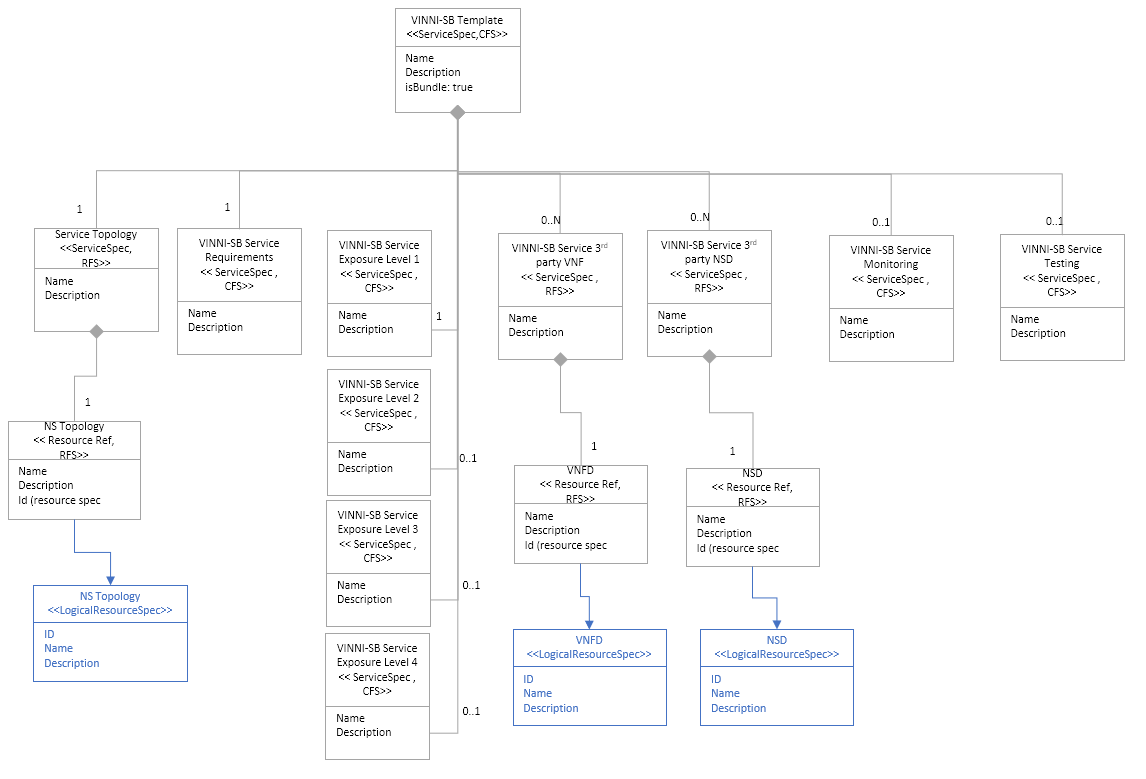 VINNI-SB Template
<<ServiceSpec,CFS>>
Name
Description
isBundle: true
1
Service Topology
<<ServiceSpec,
RFS>>
Name
Description
1
VINNI-SB Service
Requirements
<< ServiceSpec ,
CFS>>
Name
Description
VINNI-SB Service
Exposure Level 1
<< ServiceSpec ,
CFS>>
Name
Description
1
0..N
VINNI-SB Service 3rd
party VNF
<< ServiceSpec ,
RFS>>
Name
Description
0..N
VINNI-SB Service 3rd
party NSD
<< ServiceSpec ,
RFS>>
Name
Description
0..1
VINNI-SB Service
Monitoring
<< ServiceSpec ,
CFS>>
Name
Description
0..1
VINNI-SB Service
Testing
<< ServiceSpec ,
CFS>>
Name
Description
VINNI-SB Service
Exposure Level 2
<< ServiceSpec ,
CFS>>
Name
Description
0..1
VINNI-SB Service
Exposure Level 3
<< ServiceSpec ,
CFS>>
Name
Description
0..1
VINNI-SB Service
Exposure Level 4
<< ServiceSpec ,
CFS>>
Name
Description
0..1
1
NS Topology
<< Resource Ref,
RFS>>
Name
Description
Id (resource spec
1
VNFD
<< Resource Ref,
RFS>>
Name
Description
Id (resource spec
1
NSD
<< Resource Ref,
RFS>>
Name
Description
Id (resource spec
NS Topology
<<LogicalResourceSpec>>
ID
Name
Description
VNFD
<<LogicalResourceSpec>>
ID
Name
Description
NSD
<<LogicalResourceSpec>>
ID
Name
Description